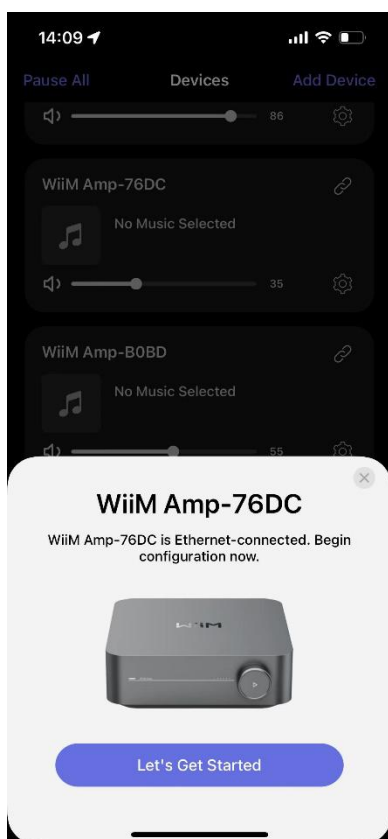 14:09
Pause All Devices Add Device
86
WiiM Amp-76DC
No Music Selected
35
WiiM Amp-B0BD
No Music Selected
55
WiiM Amp-76DC
WiiM Amp-76DC is Ethernet-connected. Begin
configuration now.
WiiM
Let's Get Started